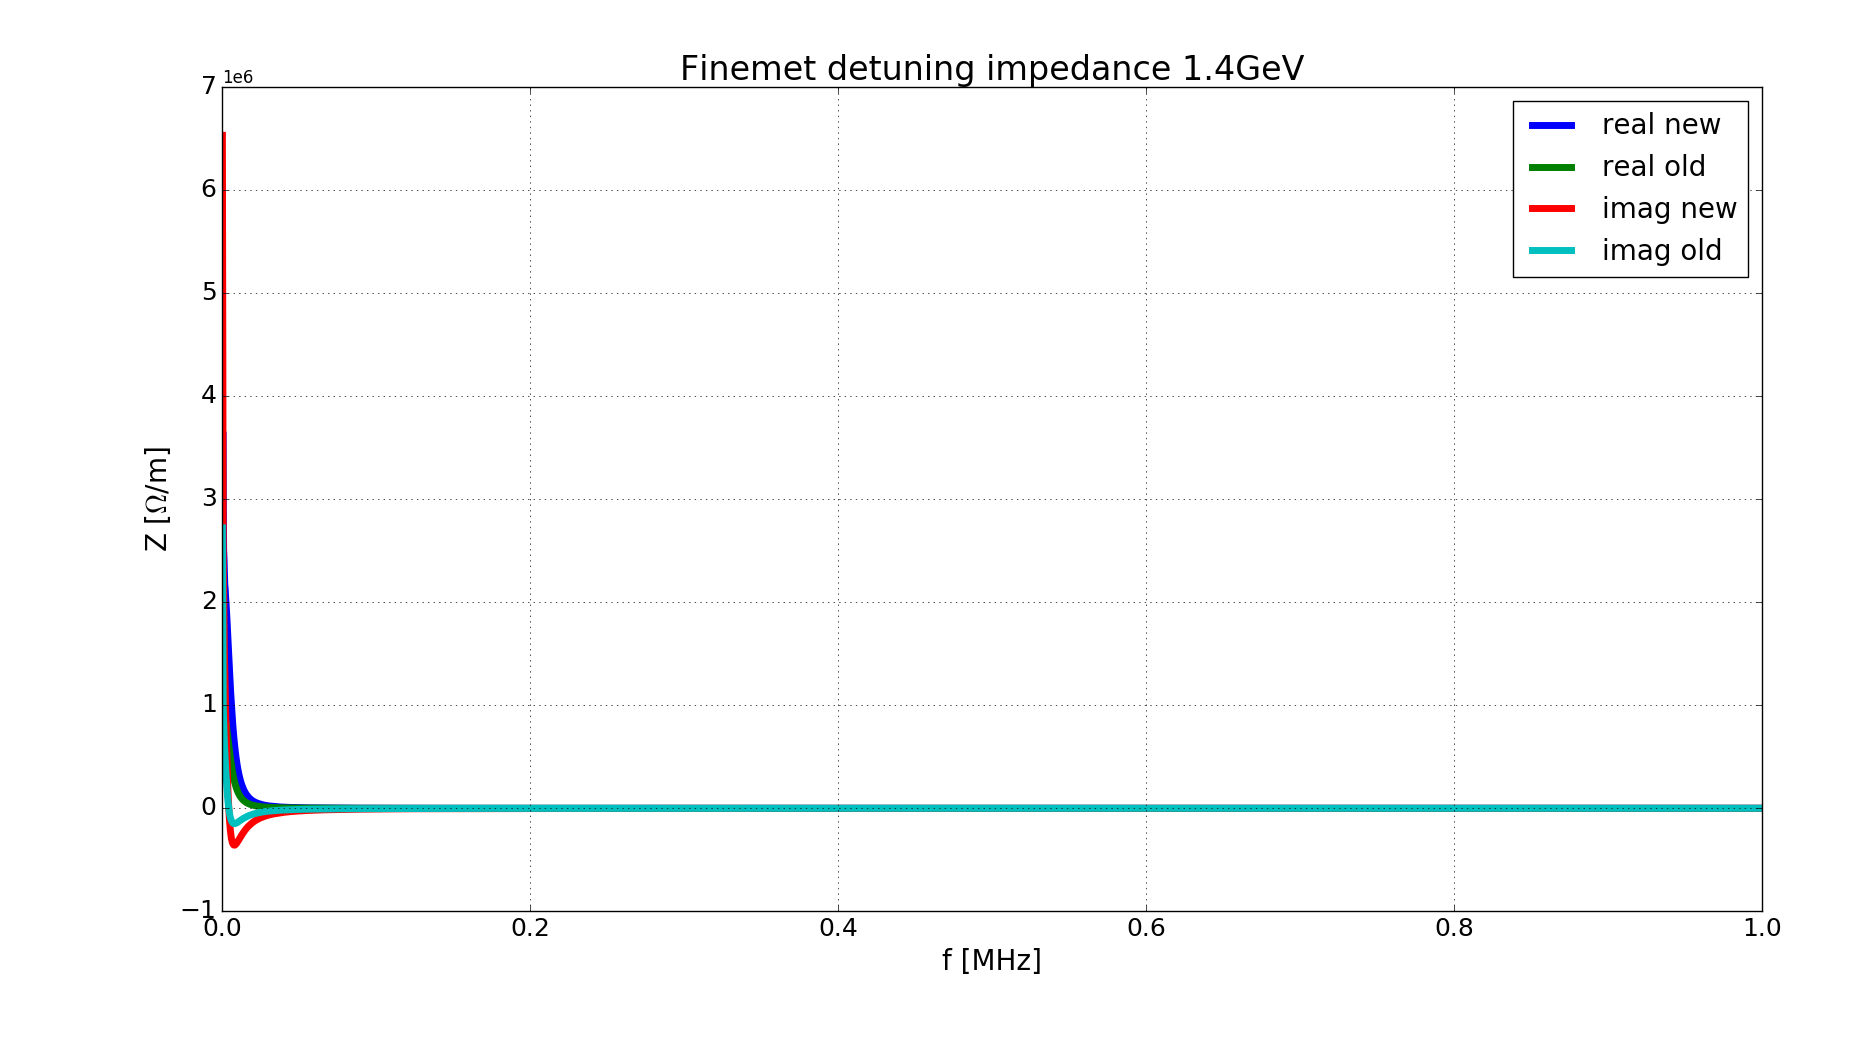 Finemet detuning impedance 1.4GeV
1e6
7
6
5
4
3
2
1
0
−1
Z [Ω/m]
real new
real old
imag new
imag old
0.0 0.2 0.4 0.6 0.8 1.0
f [MHz]